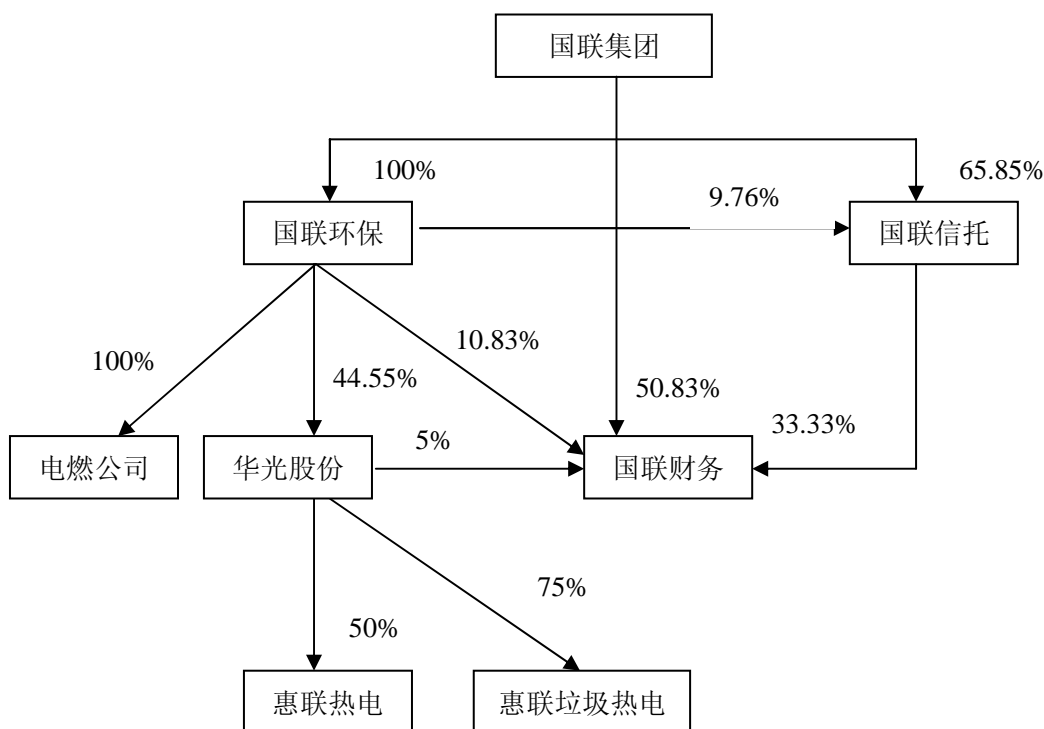 国联集团
100%
65.85%
9.76%
国联环保
国联信托
10.83%
100%
44.55%
50.83%
33.33%
5%
电燃公司
华光股份
国联财务
75%
50%
惠联热电
惠联垃圾热电